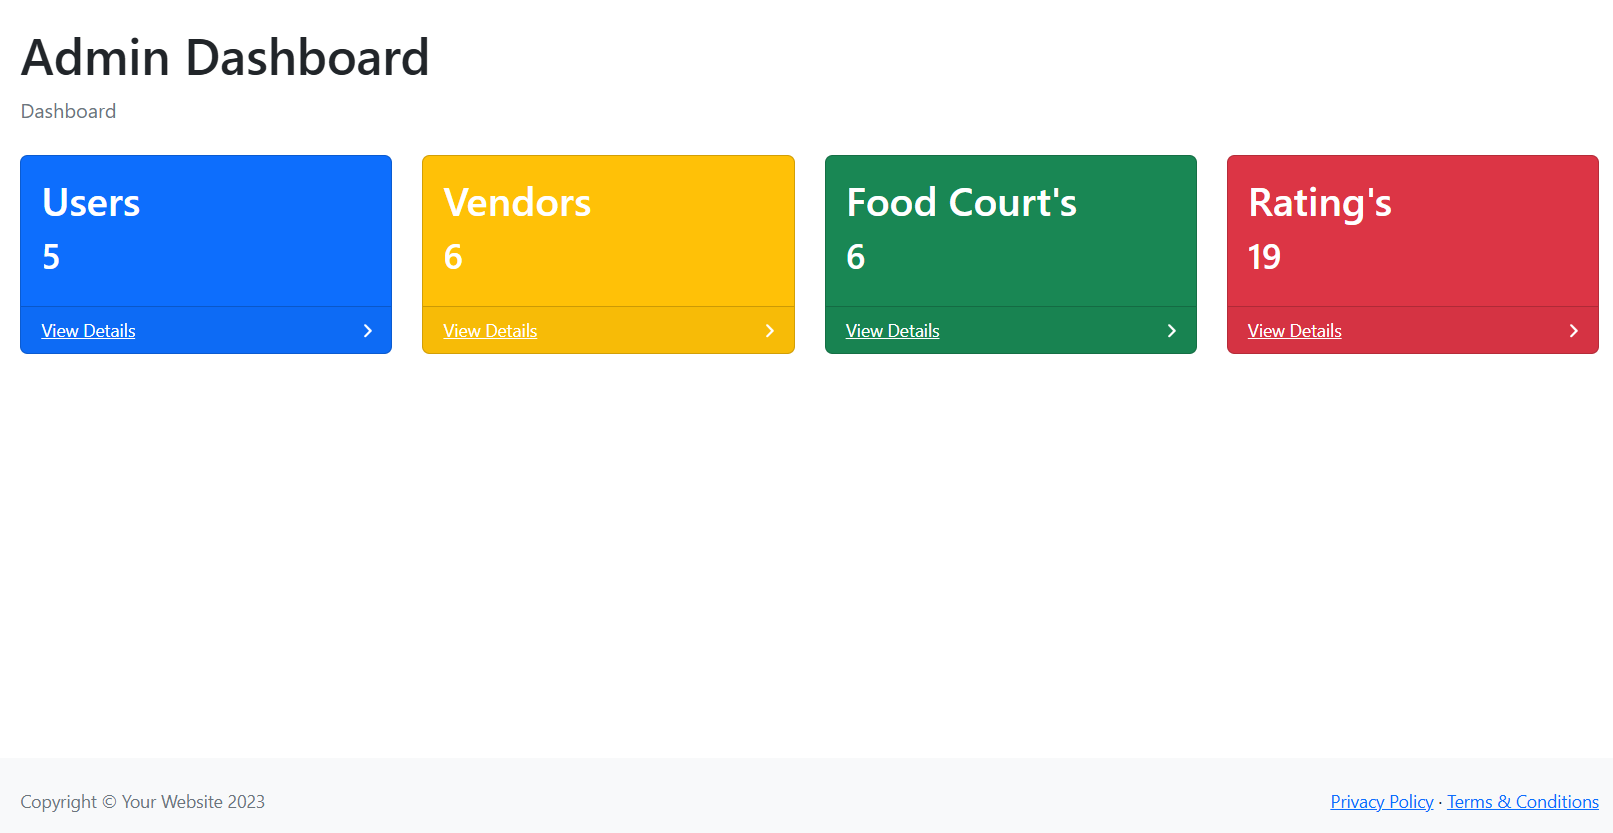 Admin Dashboard
Dashboard
Users
5
View Details
Vendors
6
View Details
Food Court's
6
View Details
Rating's
19
View Details
Copyright © Your Website 2023
Privacy Policy · Terms & Conditions